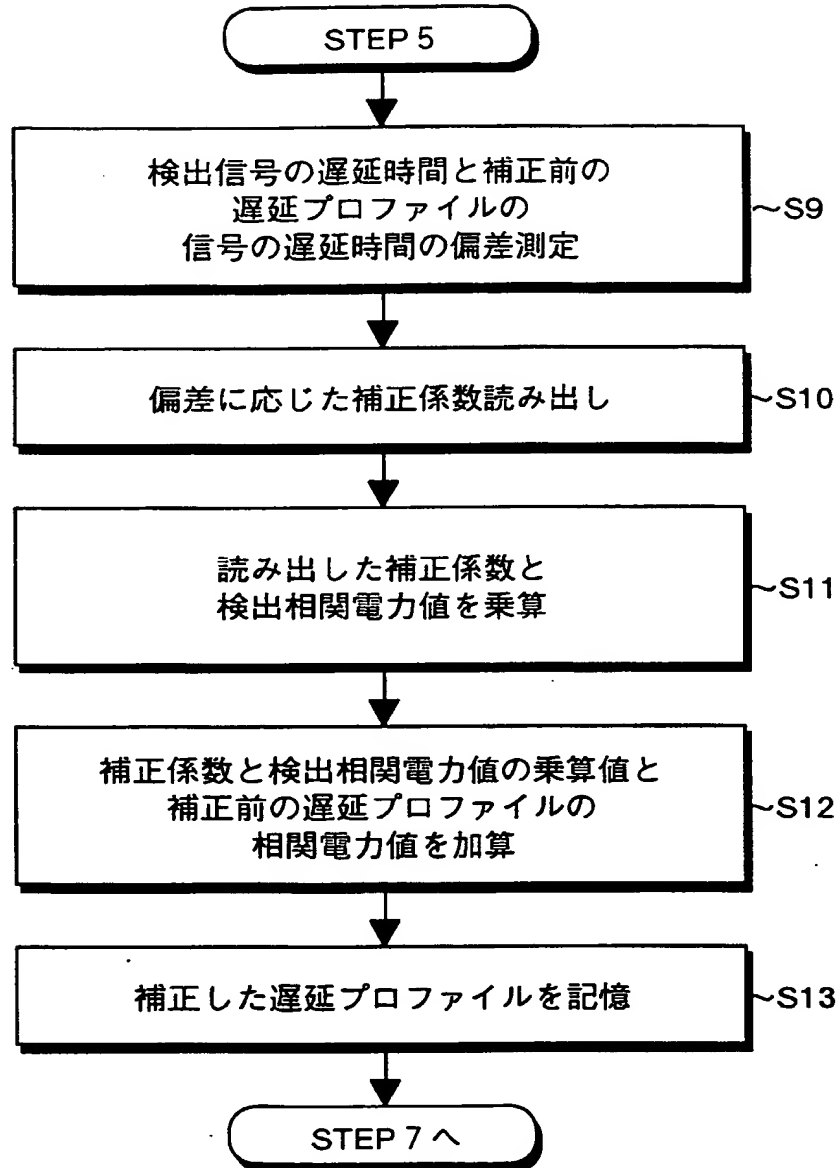 STEP 5
検出信号の遅延時間と補正前の
遅延プロファイルの
信号の遅延時間の偏差測定
~S9
偏差に応じた補正係数読み出し
~S10
読み出した補正係数と
検出相関電力値を乗算
~S11
補正係数と検出相関電力値の乗算値と
補正前の遅延プロファイルの
相関電力値を加算
~S12
補正した遅延プロファイルを記憶
~S13
STEP 7 へ